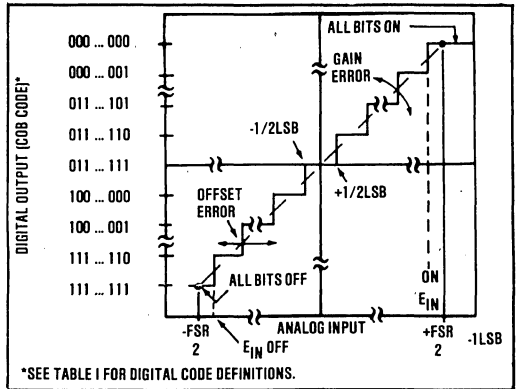 ALL BITS ON
DIGITAL OUTPUT (COB CODE)*
000 ... 000
000 ... 001
011 ... 101
011 ... 110
011 ... 111
100 ... 000
100 ... 001
111 ... 110
111 ... 111
GAIN
ERROR
-1/2LSB
+1/2LSB
OFFSET
ERROR
ALL BITS OFF
ON
EIN
-FSR
2
EIN OFF
ANALOG INPUT
+FSR
2
-1LSB
*SEE TABLE I FOR DIGITAL CODE DEFINITIONS.